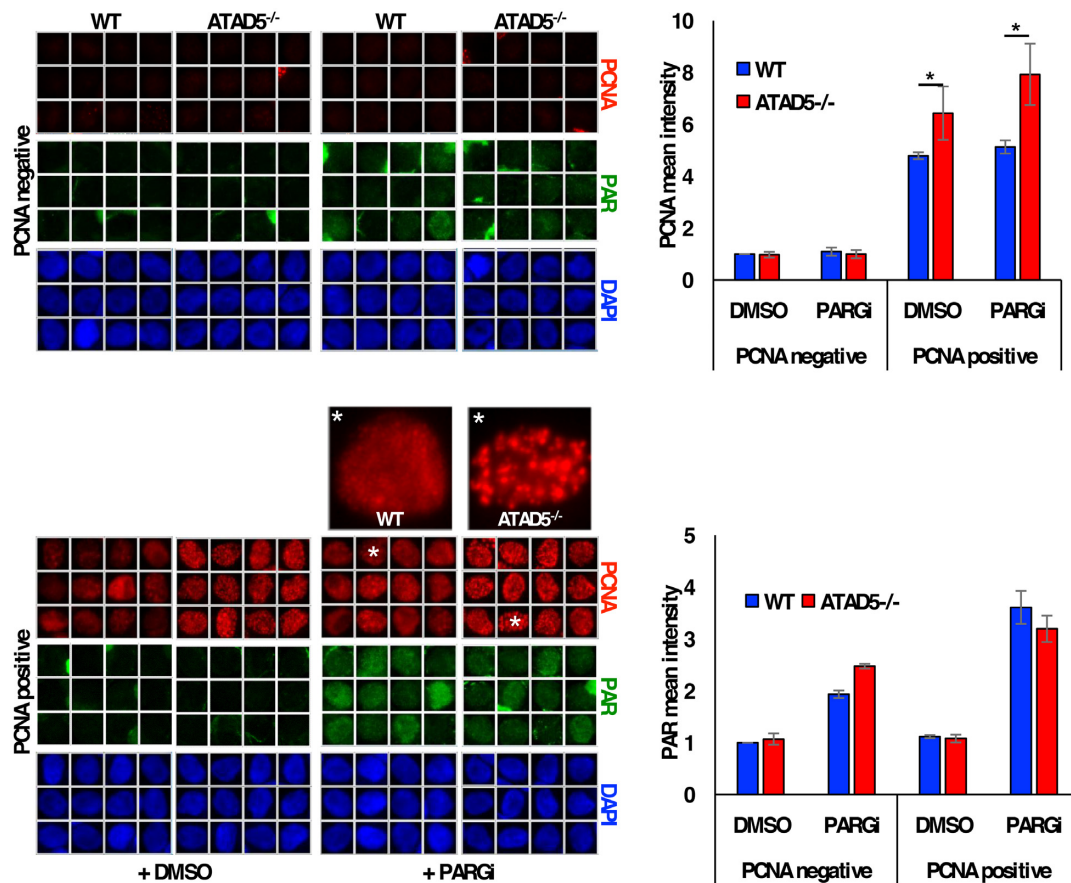 WT ATAD5-/- WT ATAD5-/-
PCNA negative
PCNA
PAR
DAPI
PCNA mean intensity
10
8
6
4
2
0
WT
ATAD5-/-
*
*
DMSO PARGi DMSO PARGi
PCNA negative PCNA positive
* *
WT ATAD5-/-
*
*
PCNA positive
PCNA
PAR
DAPI
+ DMSO + PARGi
PAR mean intensity
5
4
3
2
1
0
WT ATAD5-/-
DMSO PARGi DMSO PARGi
PCNA negative PCNA positive